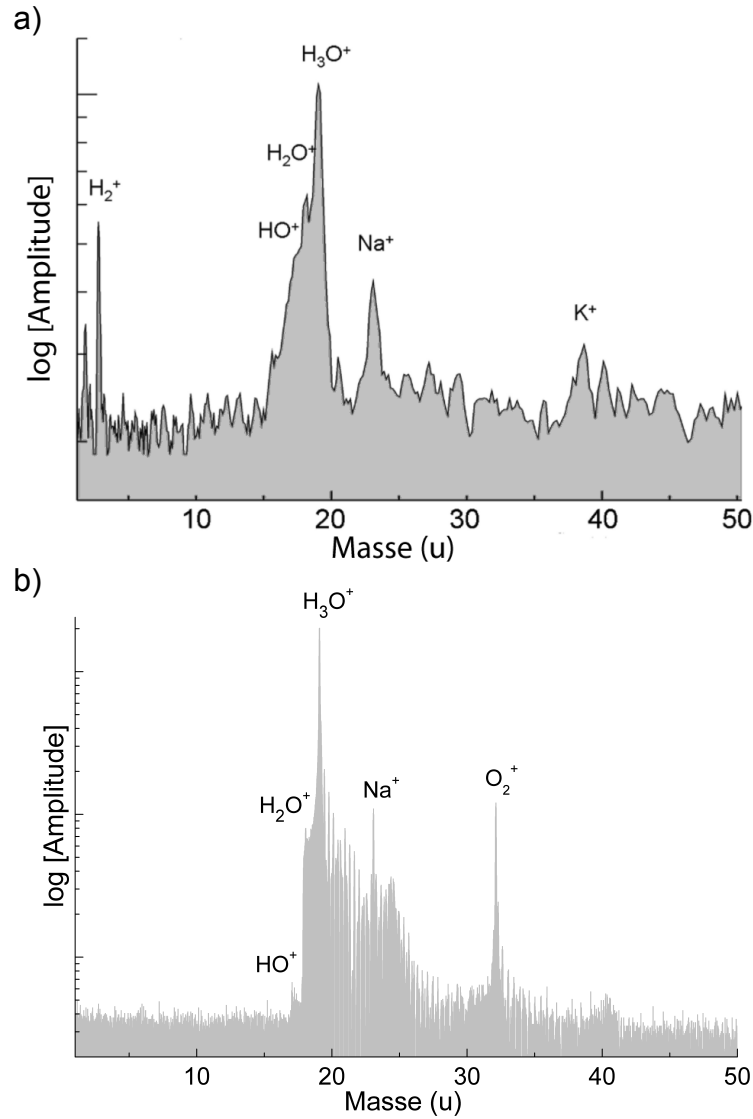 a)
H₃O⁺
H₂O⁺
H₂⁺
HO⁺
Na⁺
K⁺
log [Amplitude]
10 20 30 40 50
Masse (u)
b)
H₃O⁺
O₂⁺
Na⁺
H₂O⁺
HO⁺
log [Amplitude]
10 20 30 40 50
Masse (u)